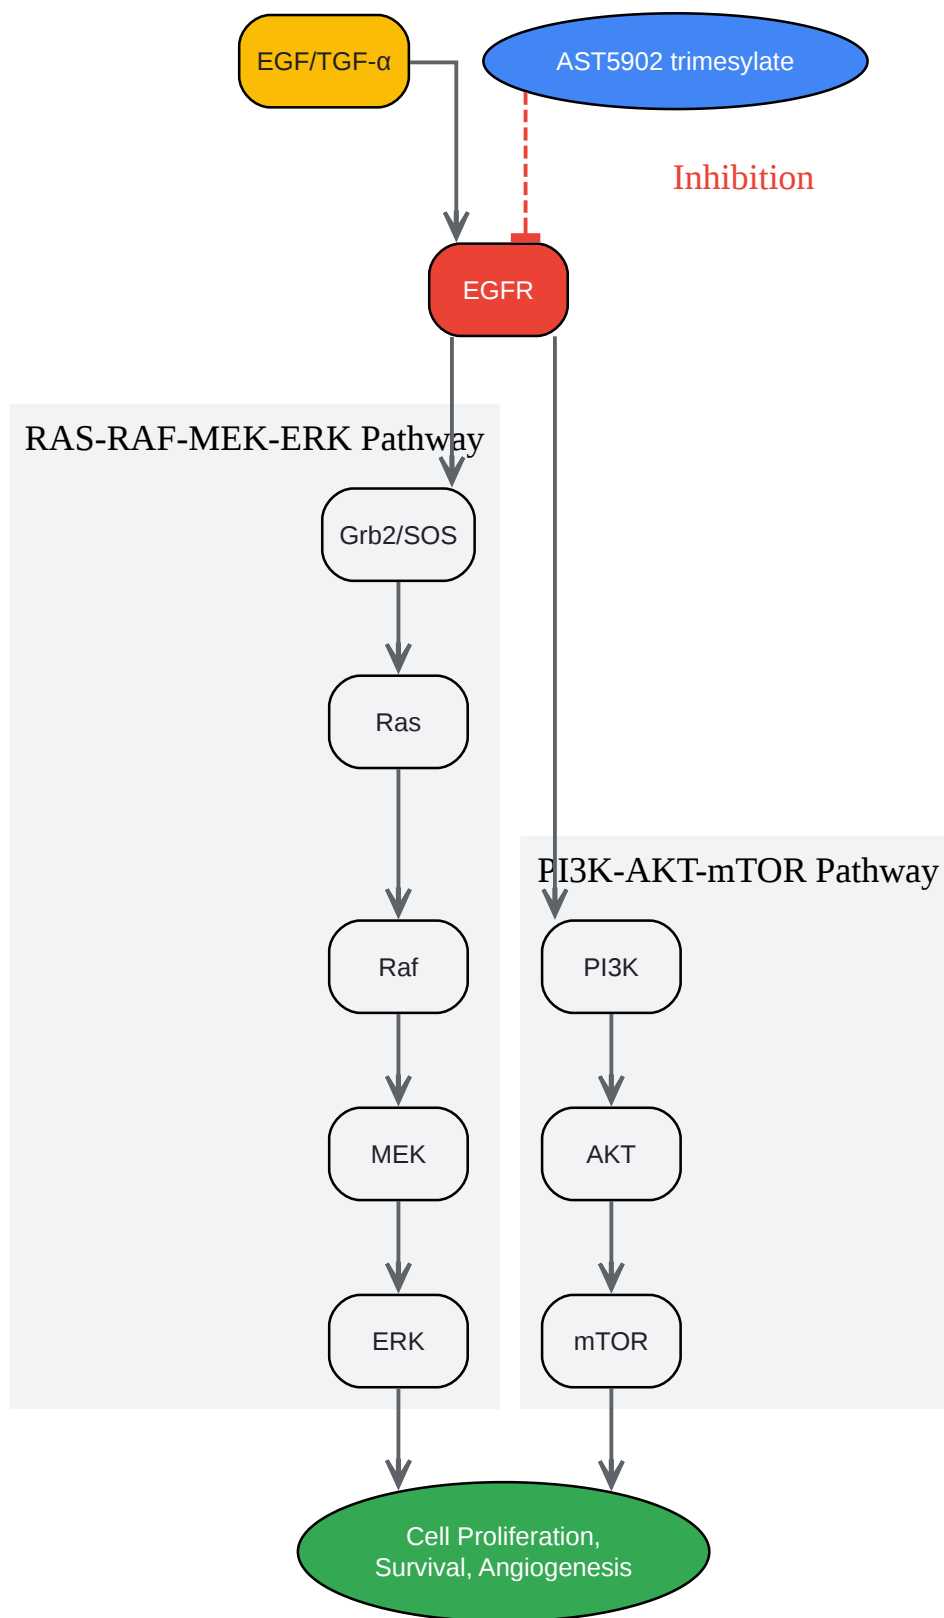 EGF/TGF-α
AST5902 trimesylate
Inhibition
EGFR
RAS-RAF-MEK-ERK Pathway
Grb2/SOS
Ras
PI3K-AKT-mTOR Pathway
Raf
PI3K
MEK
AKT
ERK
mTOR
Cell Proliferation,
Survival, Angiogenesis